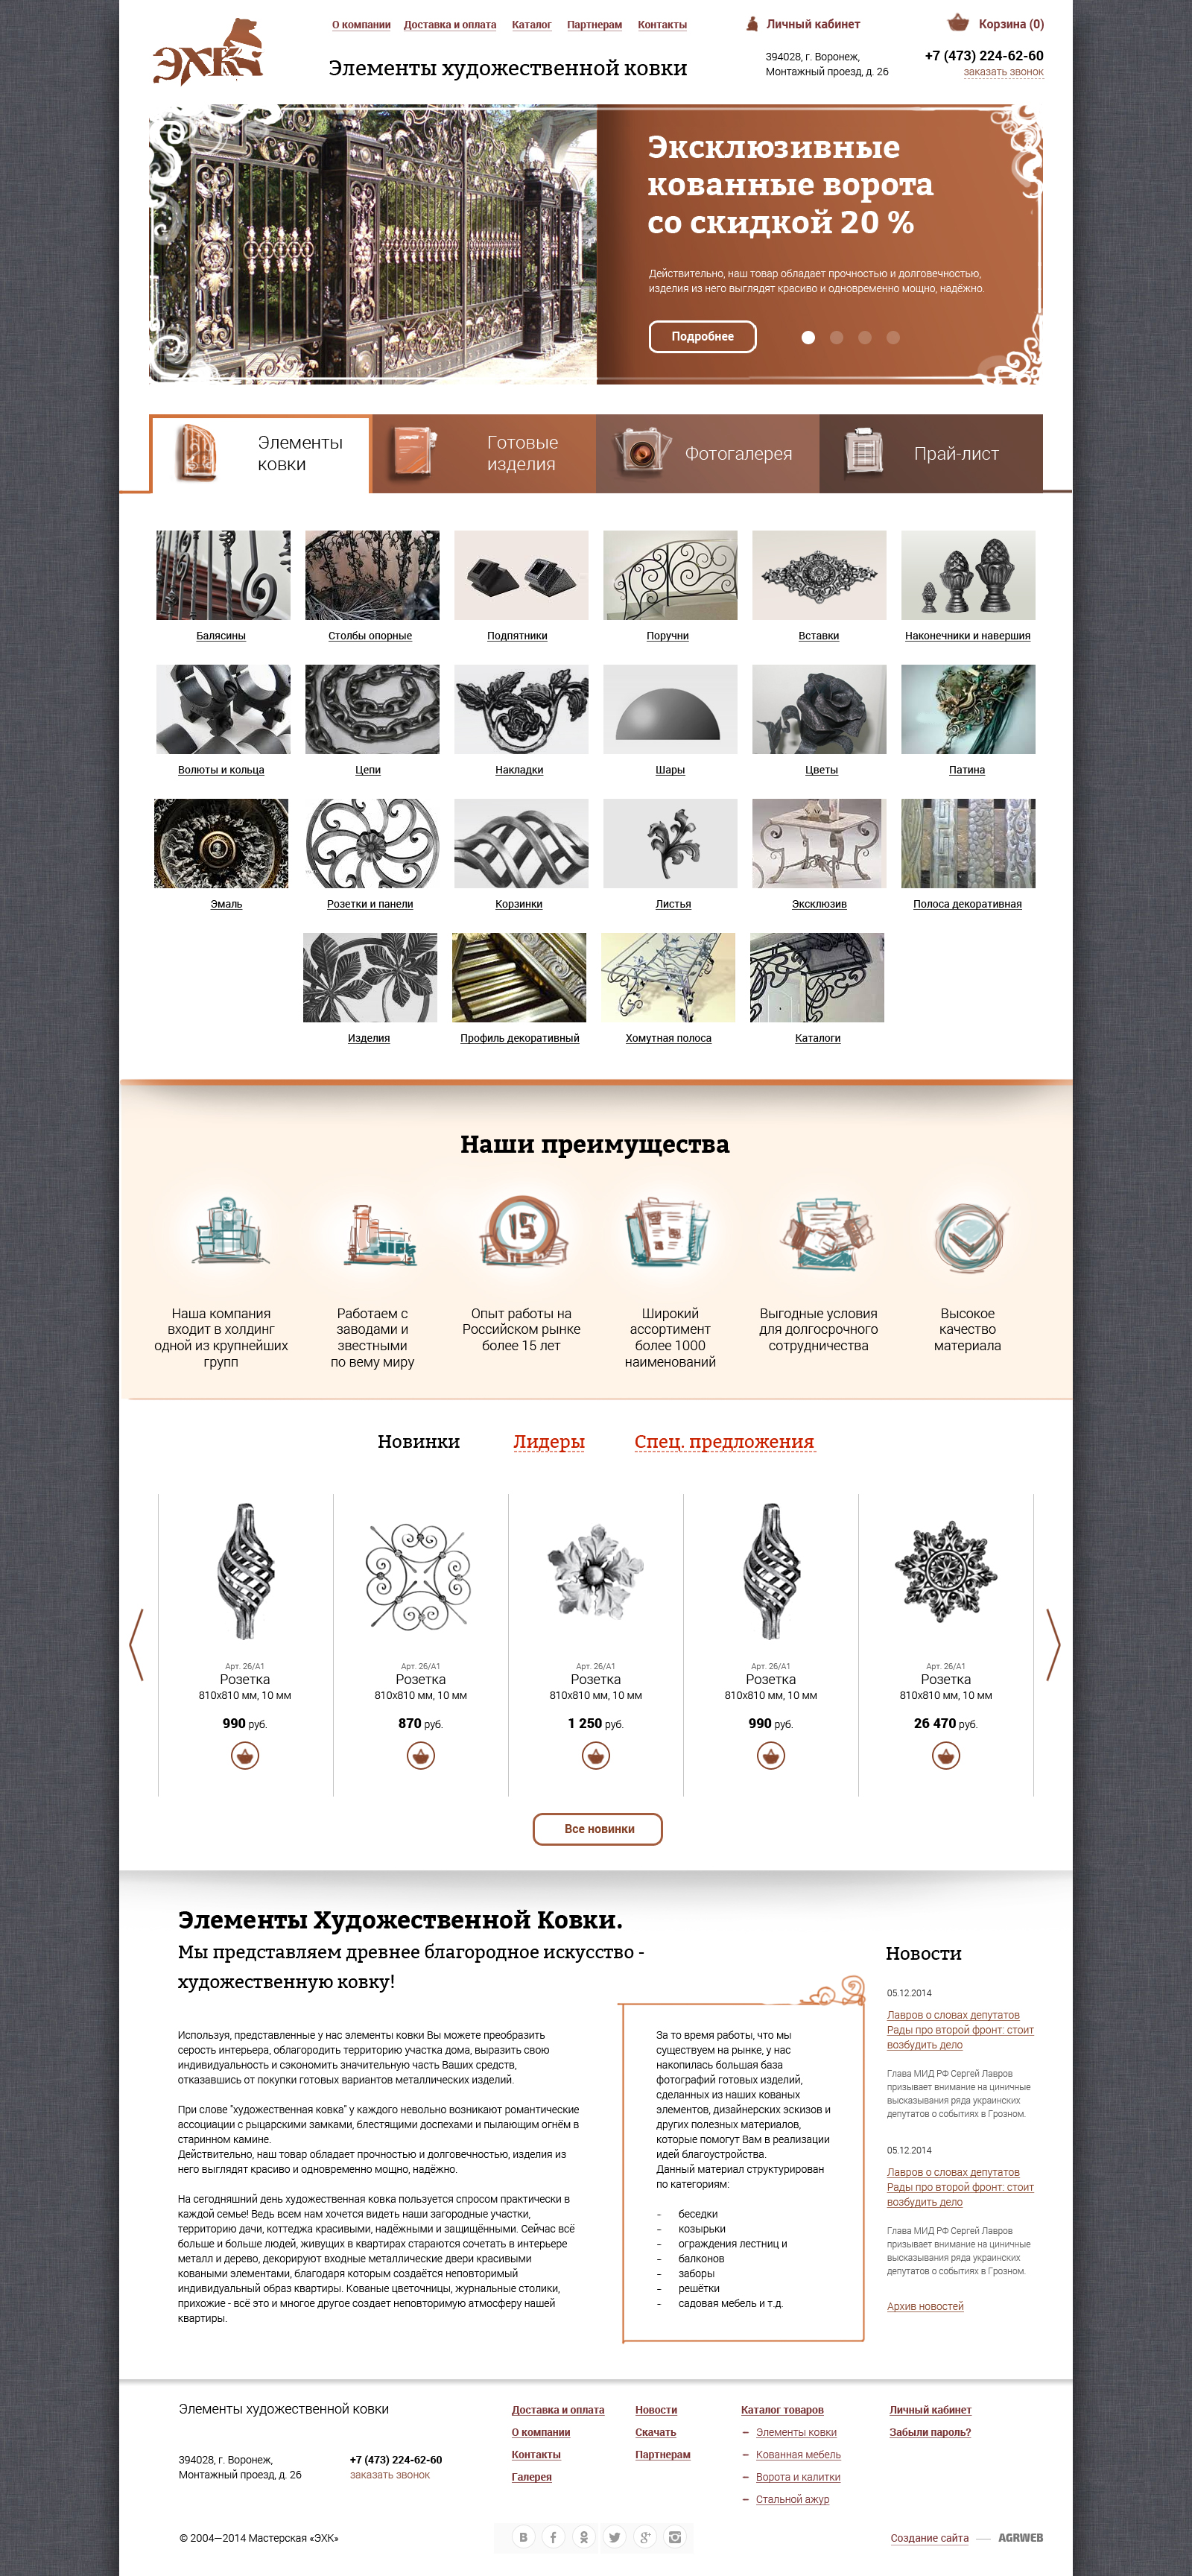 ЭХК
О компании Доставка и оплата Каталог Партнерам Контакты
Личный кабинет
Корзина (0)
Элементы художественной ковки
394028, г. Воронеж,
Монтажный проезд, д. 26
+7 (473) 224-62-60
заказать звонок
Эксклюзивные
кованные ворота
со скидкой 20 %
Действительно, наш товар обладает прочностью и долговечностью,
изделия из него выглядят красиво и одновременно мощно, надёжно.
Подробнее
Элементы
ковки
Готовые
изделия
Фотогалерея
Прай-лист
Балясины Столбы опорные Подпятники Поручни Вставки Наконечники и навершия
Волюты и кольца Цепи Накладки Шары Цветы Патина
Эмаль Розетки и панели Корзинки Листья Эксклюзив Полоса декоративная
Изделия Профиль декоративный Хомутная полоса Каталоги
Наши преимущества
15
Наша компания
входит в холдинг
одной из крупнейших
групп
Работаем с
заводами и
звестными
по вему миру
Опыт работы на
Российском рынке
более 15 лет
Широкий
ассортимент
более 1000
наименований
Выгодные условия
для долгосрочного
сотрудничества
Высокое
качество
материала
Новинки Лидеры Спец. предложения
Арт. 26/А1
Розетка
810х810 мм, 10 мм
990 руб.
Арт. 26/А1
Розетка
810х810 мм, 10 мм
870 руб.
Арт. 26/А1
Розетка
810х810 мм, 10 мм
1 250 руб.
Арт. 26/А1
Розетка
810х810 мм, 10 мм
990 руб.
Арт. 26/А1
Розетка
810х810 мм, 10 мм
26 470 руб.
Все новинки
Элементы Художественной Ковки.
Мы представляем древнее благородное искусство -
художественную ковку!
Используя, представленные у нас элементы ковки Вы можете преобразить
серость интерьера, облагородить территорию участка дома, выразить свою
индивидуальность и сэкономить значительную часть Ваших средств,
отказавшись от покупки готовых вариантов металлических изделий.
При слове "художественная ковка" у каждого невольно возникают романтические
ассоциации с рыцарскими замками, блестящими доспехами и пылающим огнём в
старинном камине.
Действительно, наш товар обладает прочностью и долговечностью, изделия из
него выглядят красиво и одновременно мощно, надёжно.
На сегодняшний день художественная ковка пользуется спросом практически в
каждой семье! Ведь всем нам хочется видеть наши загородные участки,
территорию дачи, коттеджа красивыми, надёжными и защищёнными. Сейчас всё
больше и больше людей, живущих в квартирах стараются сочетать в интерьере
металл и дерево, декорируют входные металлические двери красивыми
коваными элементами, благодаря которым создаётся неповторимый
индивидуальный образ квартиры. Кованые цветочницы, журнальные столики,
прихожие - всё это и многое другое создает неповторимую атмосферу нашей
квартиры.
За то время работы, что мы
существуем на рынке, у нас
накопилась большая база
фотографий готовых изделий,
сделанных из наших кованых
элементов, дизайнерских эскизов и
других полезных материалов,
которые помогут Вам в реализации
идей благоустройства.
Данный материал структурирован
по категориям:
- беседки
- козырьки
- ограждения лестниц и
- балконов
- заборы
- решётки
- садовая мебель и т.д.
Новости
05.12.2014
Лавров о словах депутатов
Рады про второй фронт: стоит
возбудить дело
Глава МИД РФ Сергей Лавров
призывает внимание на циничные
высказывания ряда украинских
депутатов о событиях в Грозном.
05.12.2014
Лавров о словах депутатов
Рады про второй фронт: стоит
возбудить дело
Глава МИД РФ Сергей Лавров
призывает внимание на циничные
высказывания ряда украинских
депутатов о событиях в Грозном.
Архив новостей
Элементы художественной ковки
394028, г. Воронеж,
Монтажный проезд, д. 26
+7 (473) 224-62-60
заказать звонок
Доставка и оплата
О компании
Контакты
Галерея
Новости
Скачать
Партнерам
Каталог товаров
– Элементы ковки
– Кованная мебель
– Ворота и калитки
– Стальной ажур
Личный кабинет
Забыли пароль?
© 2004—2014 Мастерская «ЭХК»
Создание сайта — AGRWEB